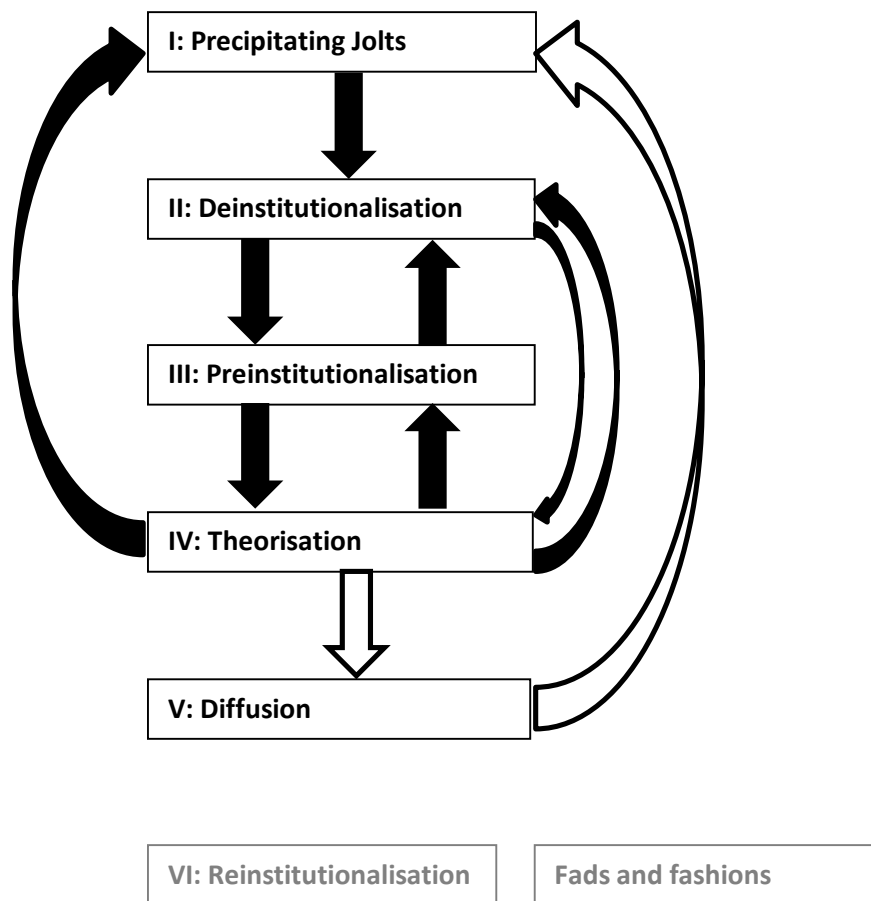 I: Precipitating Jolts
II: Deinstitutionalisation
III: Preinstitutionalisation
IV: Theorisation
V: Diffusion
VI: Reinstitutionalisation
Fads and fashions